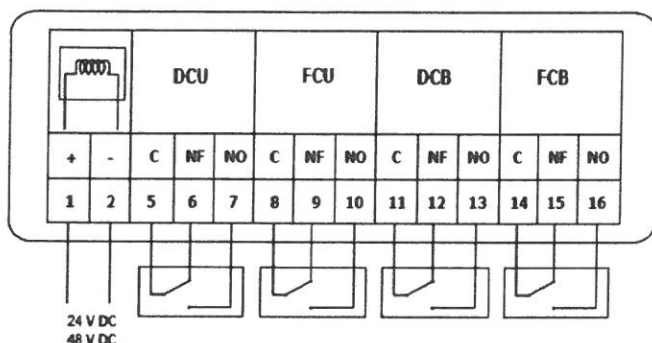 DCU FCU DCB FCB
+ - C NF NO C NF NO C NF NO C NF NO
1 2 5 6 7 8 9 10 11 12 13 14 15 16
24 V DC
48 V DC